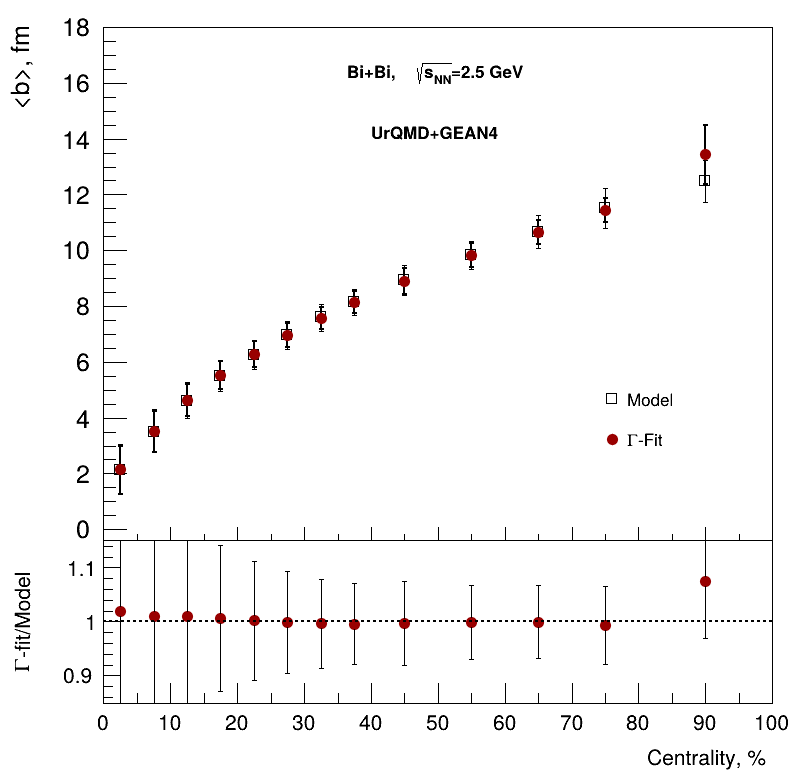 <b>, fm
18
16
14
12
10
8
6
4
2
0
Bi+Bi, √sNN=2.5 GeV
UrQMD+GEAN4
Model
Γ-Fit
Γ-fit/Model
1.1
1
0.9
0 10 20 30 40 50 60 70 80 90 100
Centrality, %